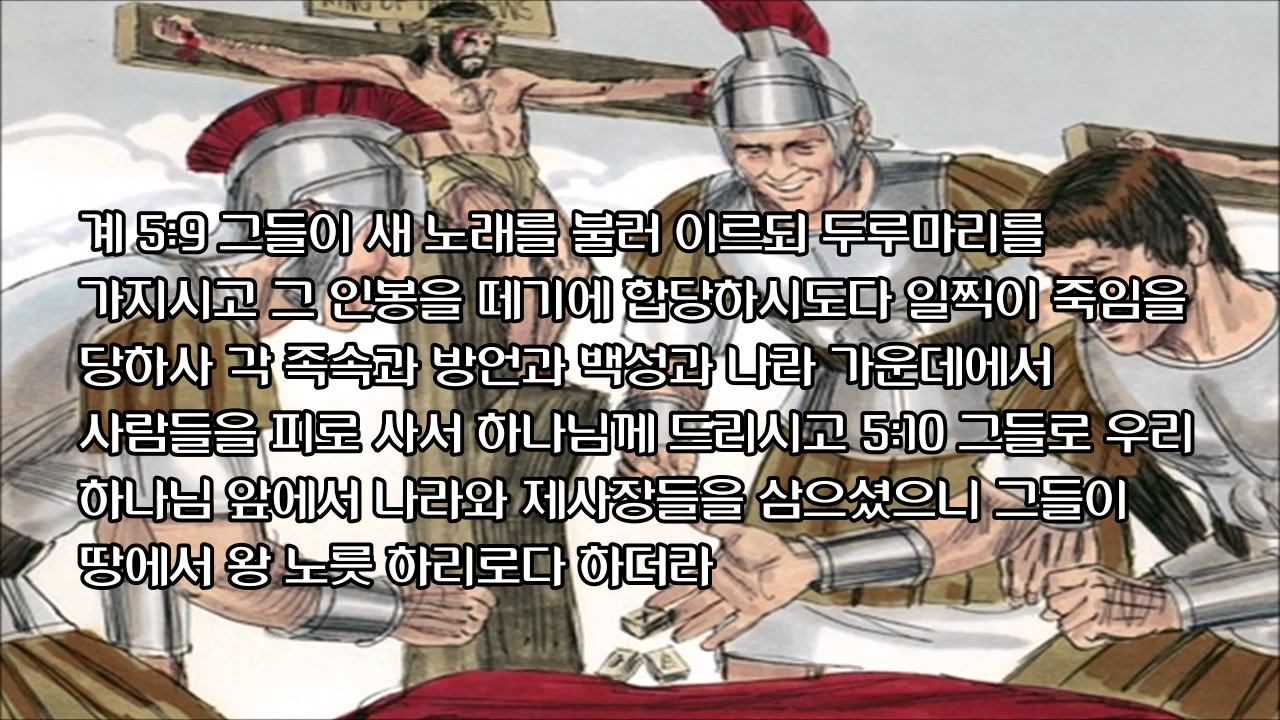 KING OF THE JEWS
계 5:9 그들이 새 노래를 불러 이르되 두루마리를
가지시고 그 인봉을 떼기에 합당하시도다 일찍이 죽임을
당하사 각 족속과 방언과 백성과 나라 가운데에서
사람들을 피로 사서 하나님께 드리시고 5:10 그들로 우리
하나님 앞에서 나라와 제사장들을 삼으셨으니 그들이
땅에서 왕 노릇 하리로다 하더라